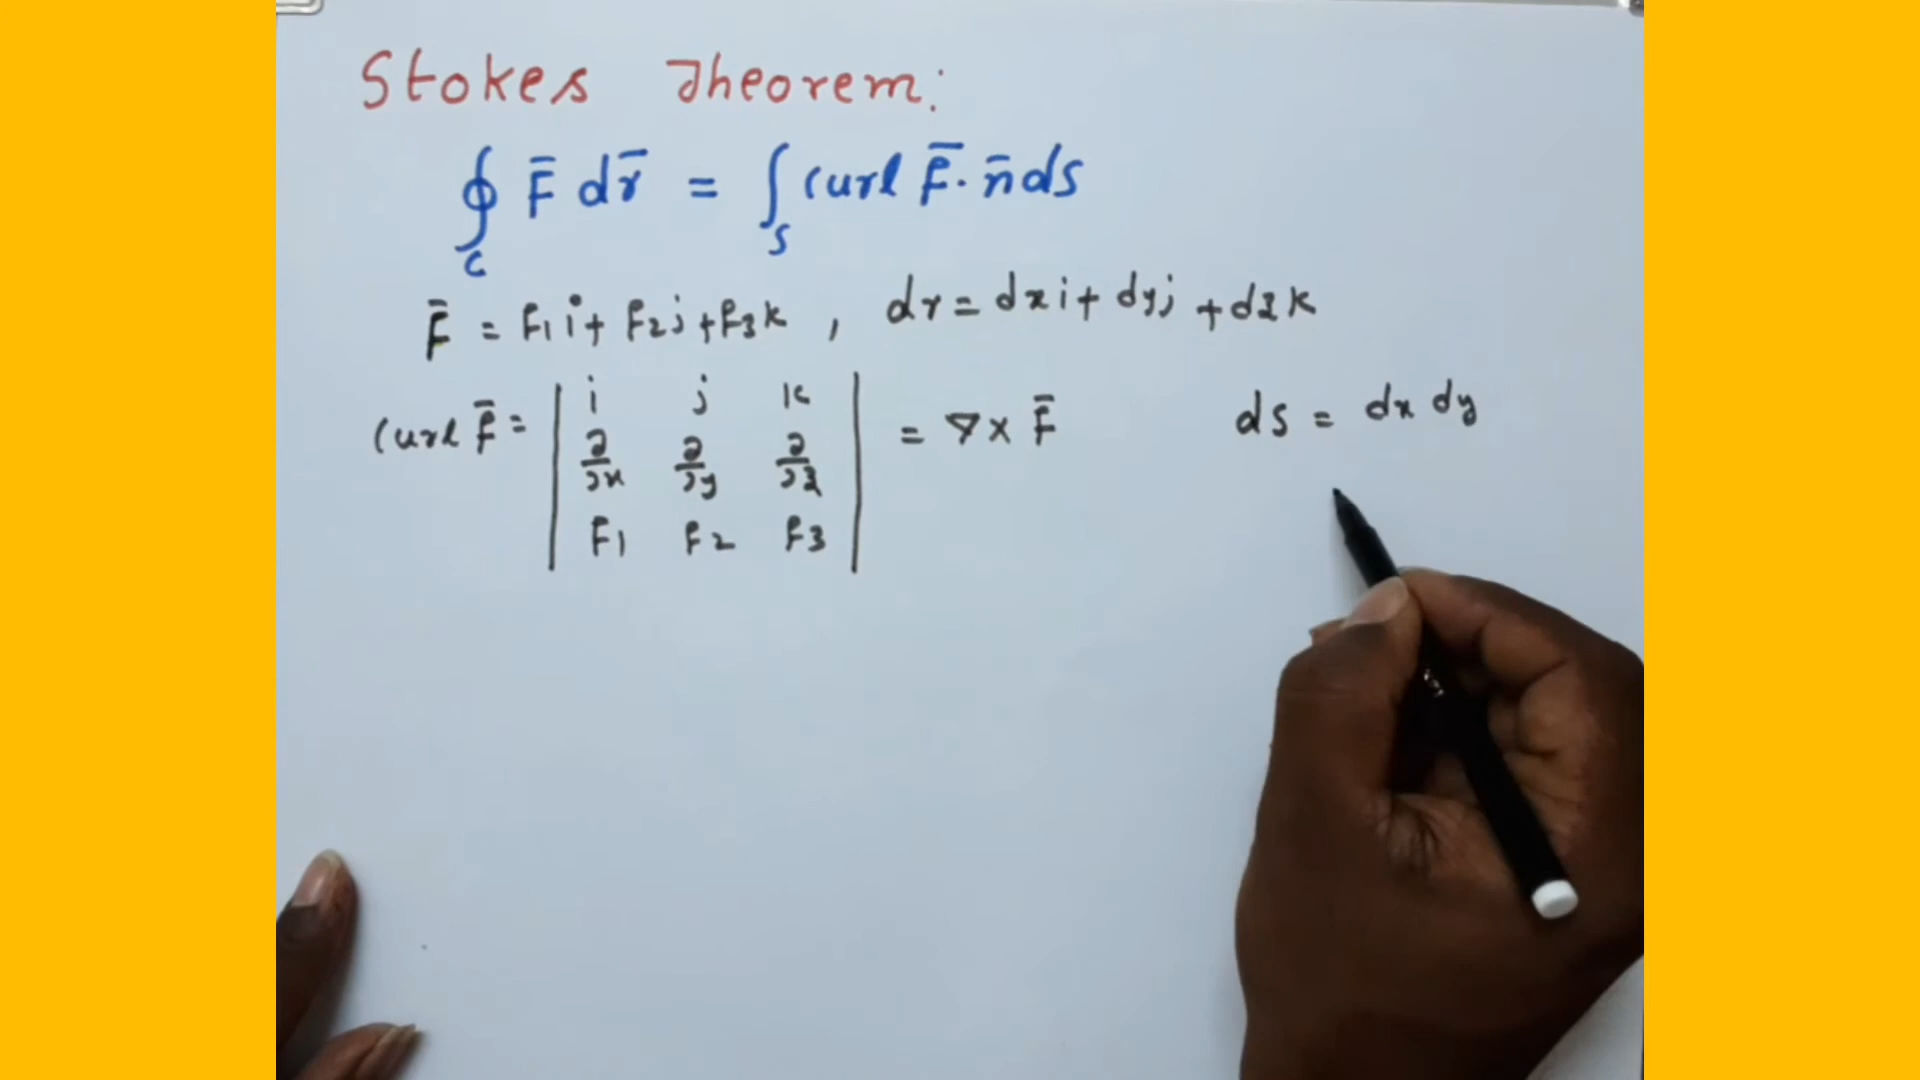 Stokes Theorem:
∮_C F̄ dr̄ = ∫_S Curl F̄. n̄ ds
F̄ = F1 i + F2 j + F3 k , dr = dx i + dy j + dz k
Curl F̄ = | i j k | = ∇ × F̄ ds = dx dy
∂/∂x ∂/∂y ∂/∂z
F1 F2 F3